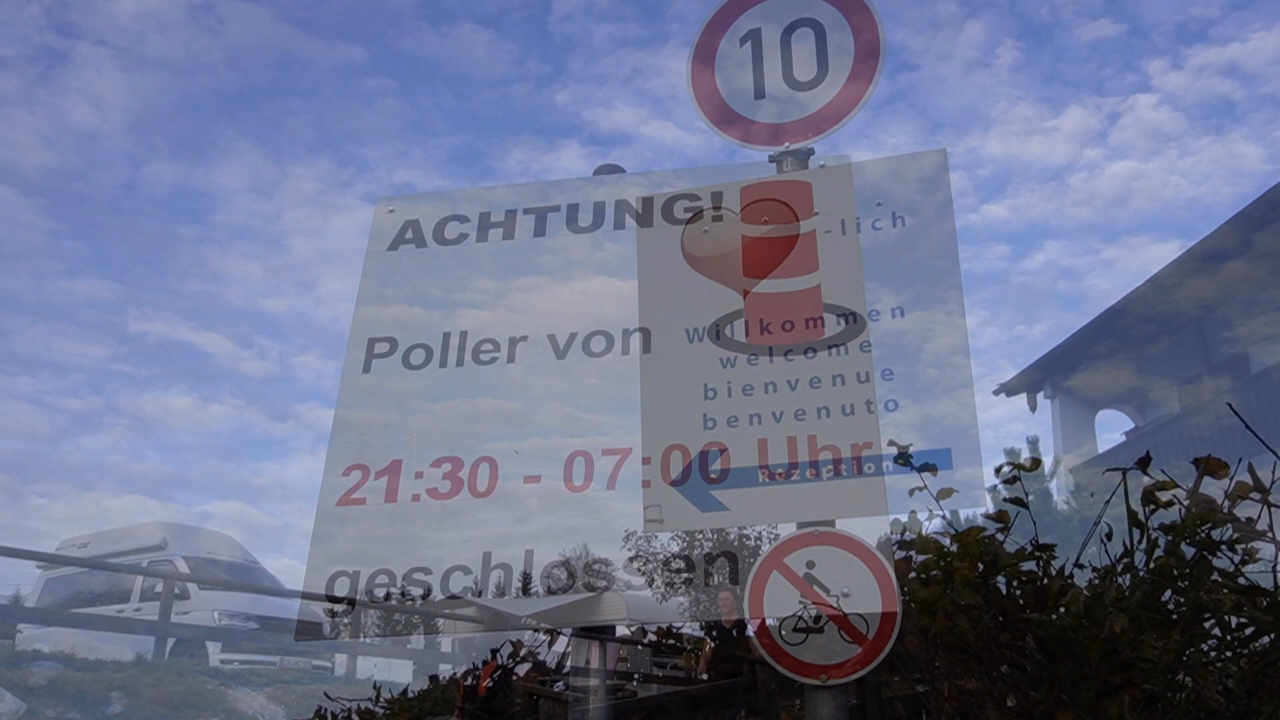 10
ACHTUNG!
-lich
Poller von
willkommen
welcome
bienvenue
benvenuto
21:30 - 07:00 Uhr
Rezeption
geschlossen